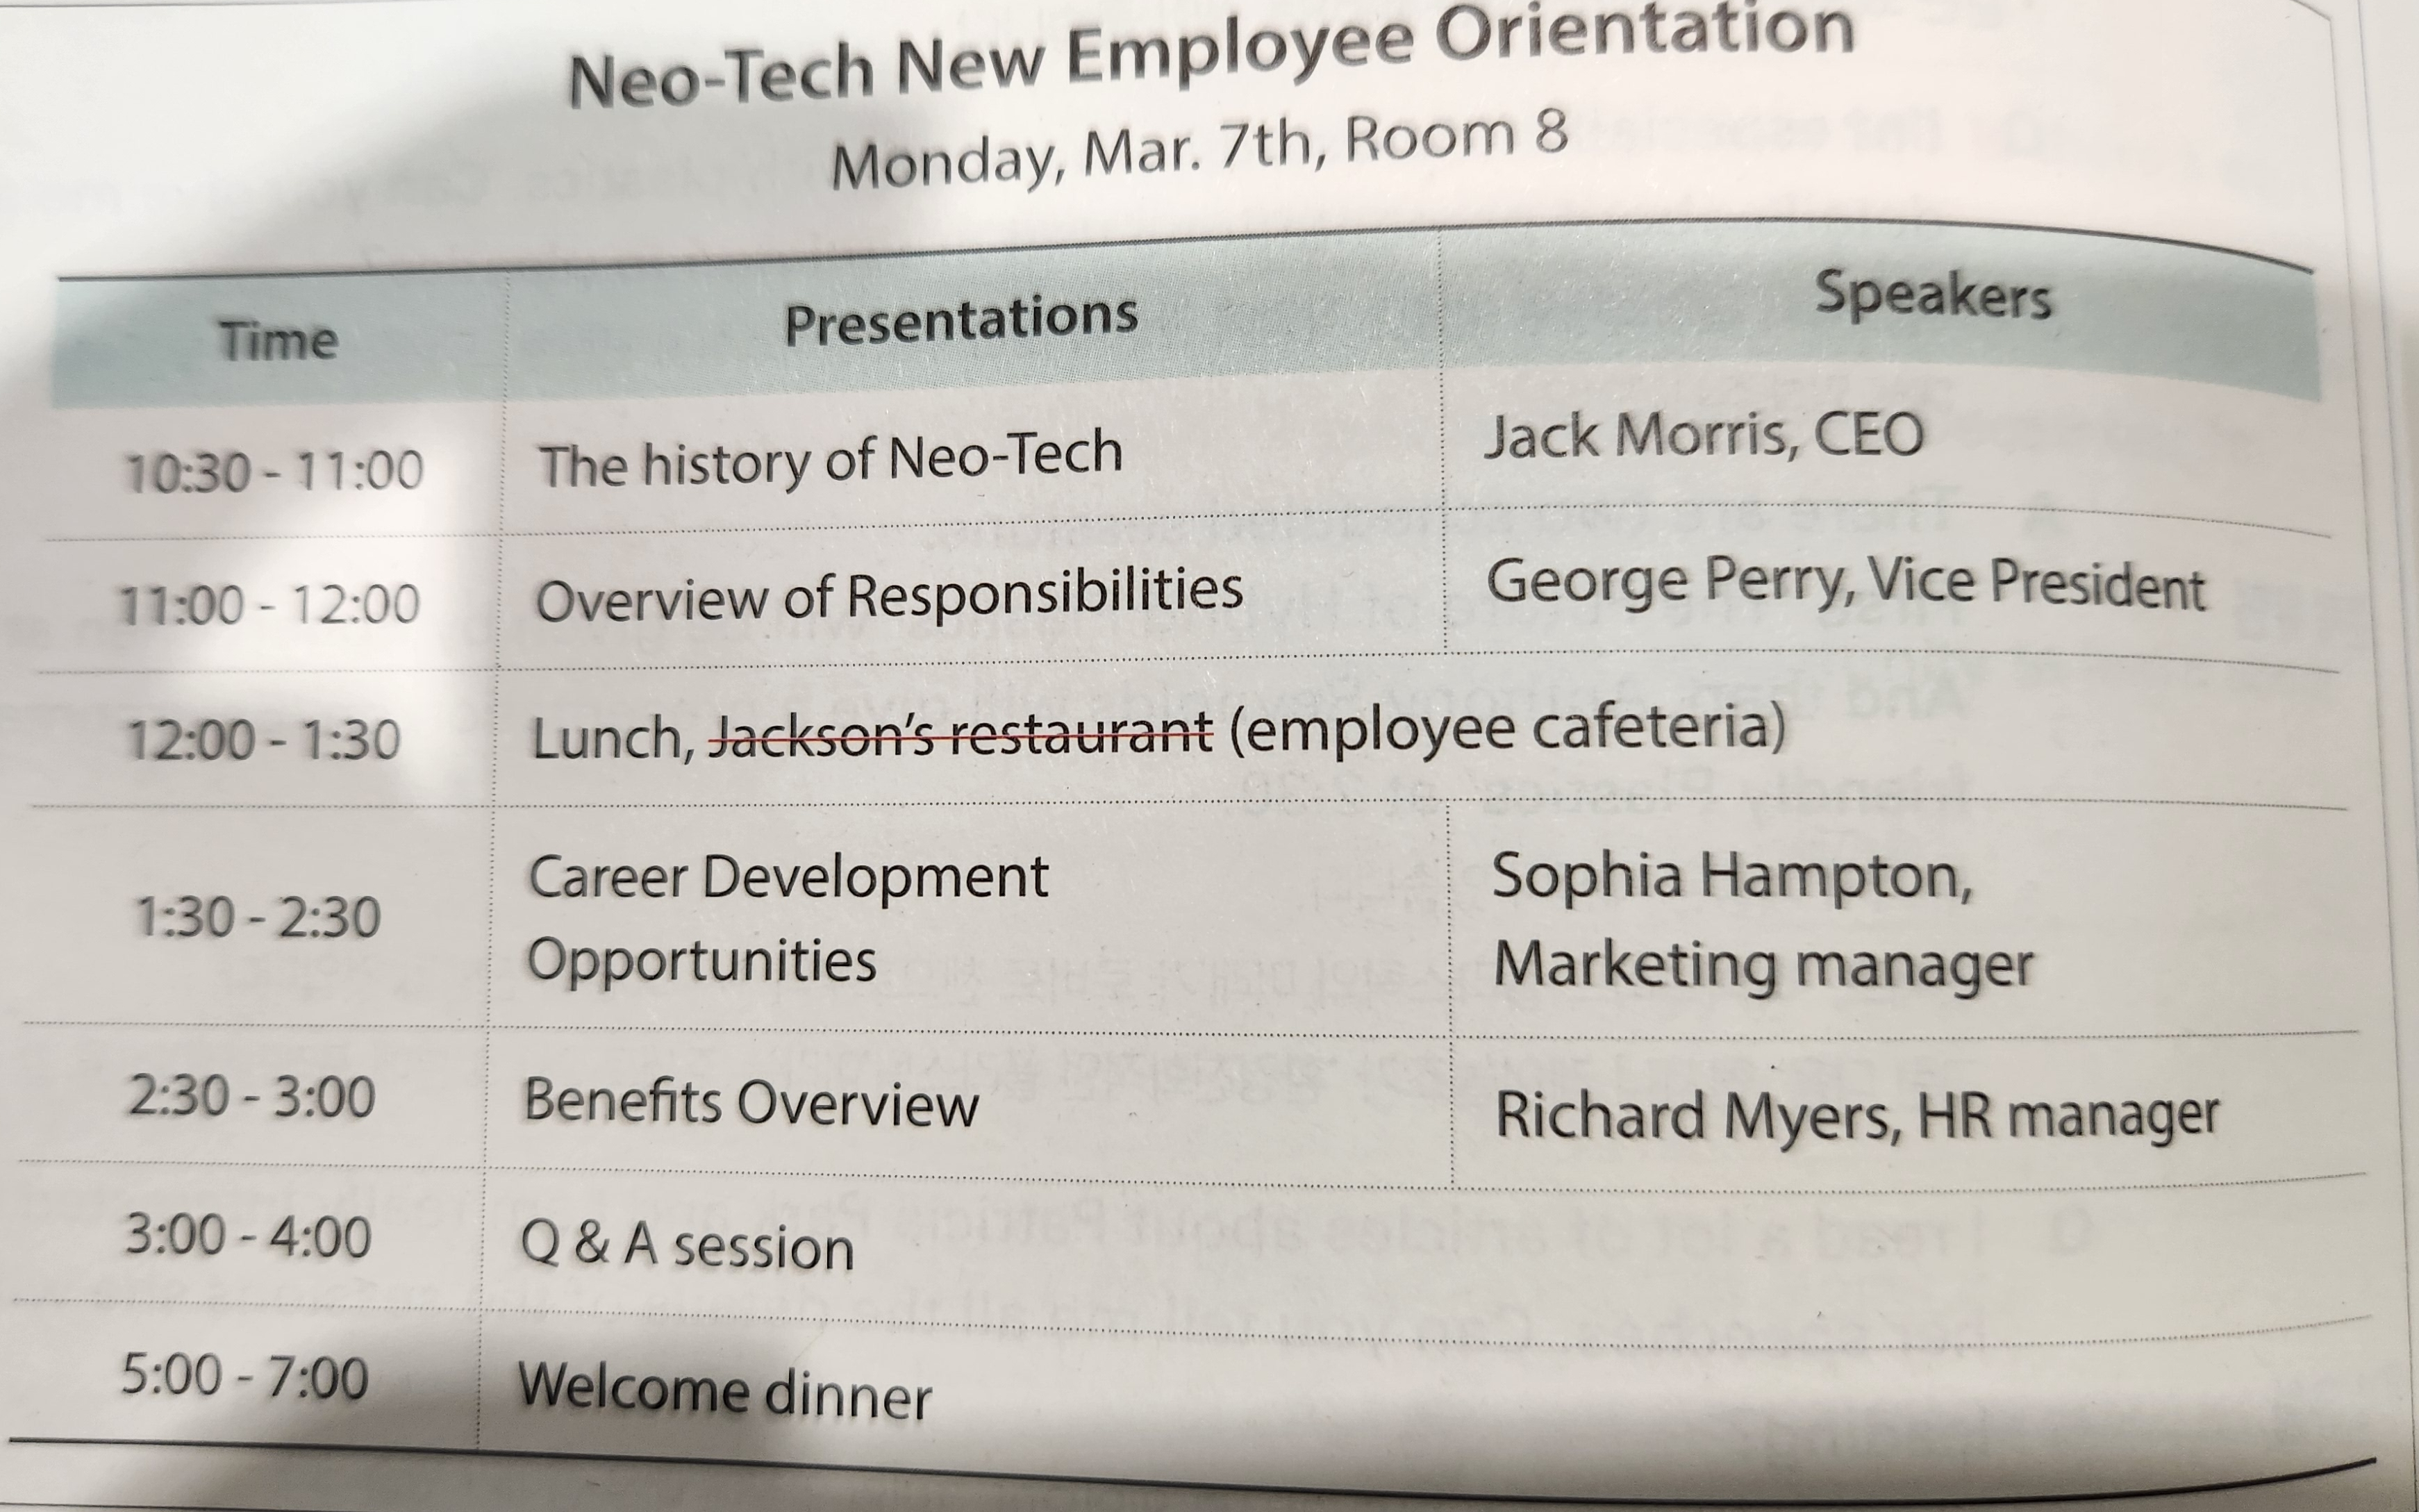 Neo-Tech New Employee Orientation
Monday, Mar. 7th, Room 8
Time Presentations Speakers
10:30 - 11:00 The history of Neo-Tech Jack Morris, CEO
11:00 - 12:00 Overview of Responsibilities George Perry, Vice President
12:00 - 1:30 Lunch, Jackson's restaurant (employee cafeteria)
1:30 - 2:30 Career Development Opportunities Sophia Hampton, Marketing manager
2:30 - 3:00 Benefits Overview Richard Myers, HR manager
3:00 - 4:00 Q & A session
5:00 - 7:00 Welcome dinner